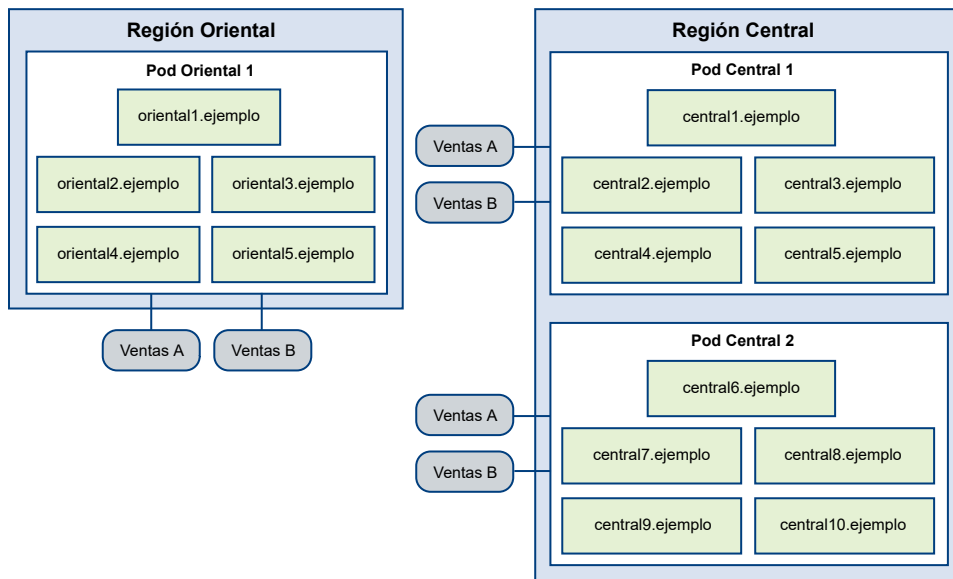 Región Oriental
Pod Oriental 1
oriental1.ejemplo
oriental2.ejemplo
oriental3.ejemplo
oriental4.ejemplo
oriental5.ejemplo
Ventas A
Ventas B
Región Central
Pod Central 1
central1.ejemplo
Ventas A
central2.ejemplo
central3.ejemplo
Ventas B
central4.ejemplo
central5.ejemplo
Pod Central 2
central6.ejemplo
Ventas A
central7.ejemplo
central8.ejemplo
Ventas B
central9.ejemplo
central10.ejemplo